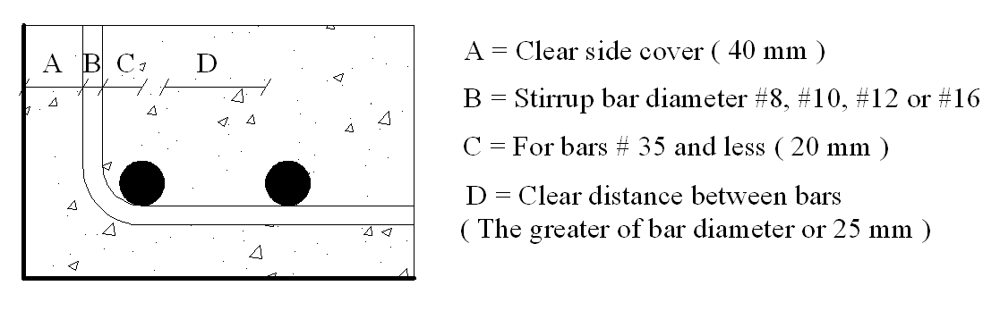 A B C D
A = Clear side cover ( 40 mm )
B = Stirrup bar diameter #8, #10, #12 or #16
C = For bars # 35 and less ( 20 mm )
D = Clear distance between bars
( The greater of bar diameter or 25 mm )